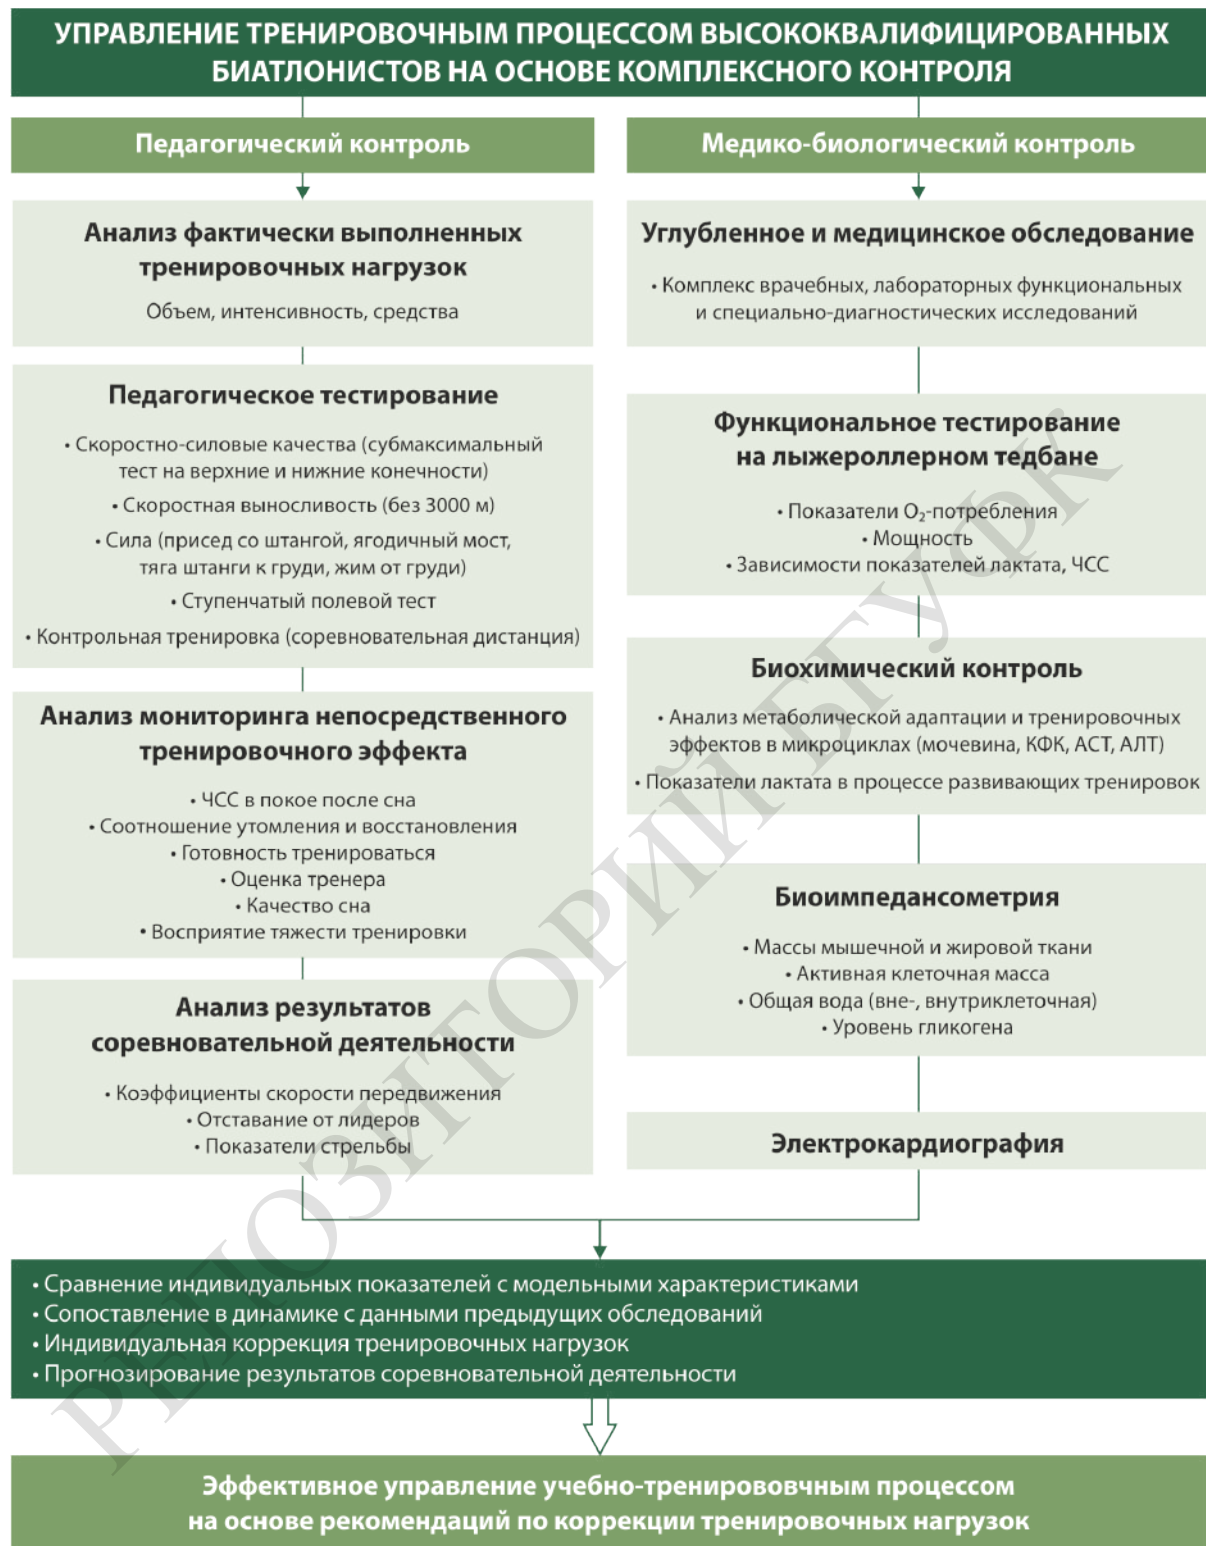 УПРАВЛЕНИЕ ТРЕНИРОВОЧНЫМ ПРОЦЕССОМ ВЫСОКОКВАЛИФИЦИРОВАННЫХ
БИАТЛОНИСТОВ НА ОСНОВЕ КОМПЛЕКСНОГО КОНТРОЛЯ
Педагогический контроль
Анализ фактически выполненных
тренировочных нагрузок
Объем, интенсивность, средства
Педагогическое тестирование
• Скоростно-силовые качества (субмаксимальный
тест на верхние и нижние конечности)
• Скоростная выносливость (без 3000 м)
• Сила (присед со штангой, ягодичный мост,
тяга штанги к груди, жим от груди)
• Ступенчатый полевой тест
• Контрольная тренировка (соревновательная дистанция)
Анализ мониторинга непосредственного
тренировочного эффекта
• ЧСС в покое после сна
• Соотношение утомления и восстановления
• Готовность тренироваться
• Оценка тренера
• Качество сна
• Восприятие тяжести тренировки
Анализ результатов
соревновательной деятельности
• Коэффициенты скорости передвижения
• Отставание от лидеров
• Показатели стрельбы
Медико-биологический контроль
Углубленное и медицинское обследование
• Комплекс врачебных, лабораторных функциональных
и специально-диагностических исследований
Функциональное тестирование
на лыжероллерном тедбане
• Показатели O₂-потребления
• Мощность
• Зависимости показателей лактата, ЧСС
Биохимический контроль
• Анализ метаболической адаптации и тренировочных
эффектов в микроциклах (мочевина, КФК, АСТ, АЛТ)
• Показатели лактата в процессе развивающих тренировок
Биоимпедансометрия
• Массы мышечной и жировой ткани
• Активная клеточная масса
• Общая вода (вне-, внутриклеточная)
• Уровень гликогена
Электрокардиография
• Сравнение индивидуальных показателей с модельными характеристиками
• Сопоставление в динамике с данными предыдущих обследований
• Индивидуальная коррекция тренировочных нагрузок
• Прогнозирование результатов соревновательной деятельности
Эффективное управление учебно-трениrововчным процессом
на основе рекомендаций по коррекции тренировочных нагрузок
РЕПОЗИТОРИЙ БГУФК